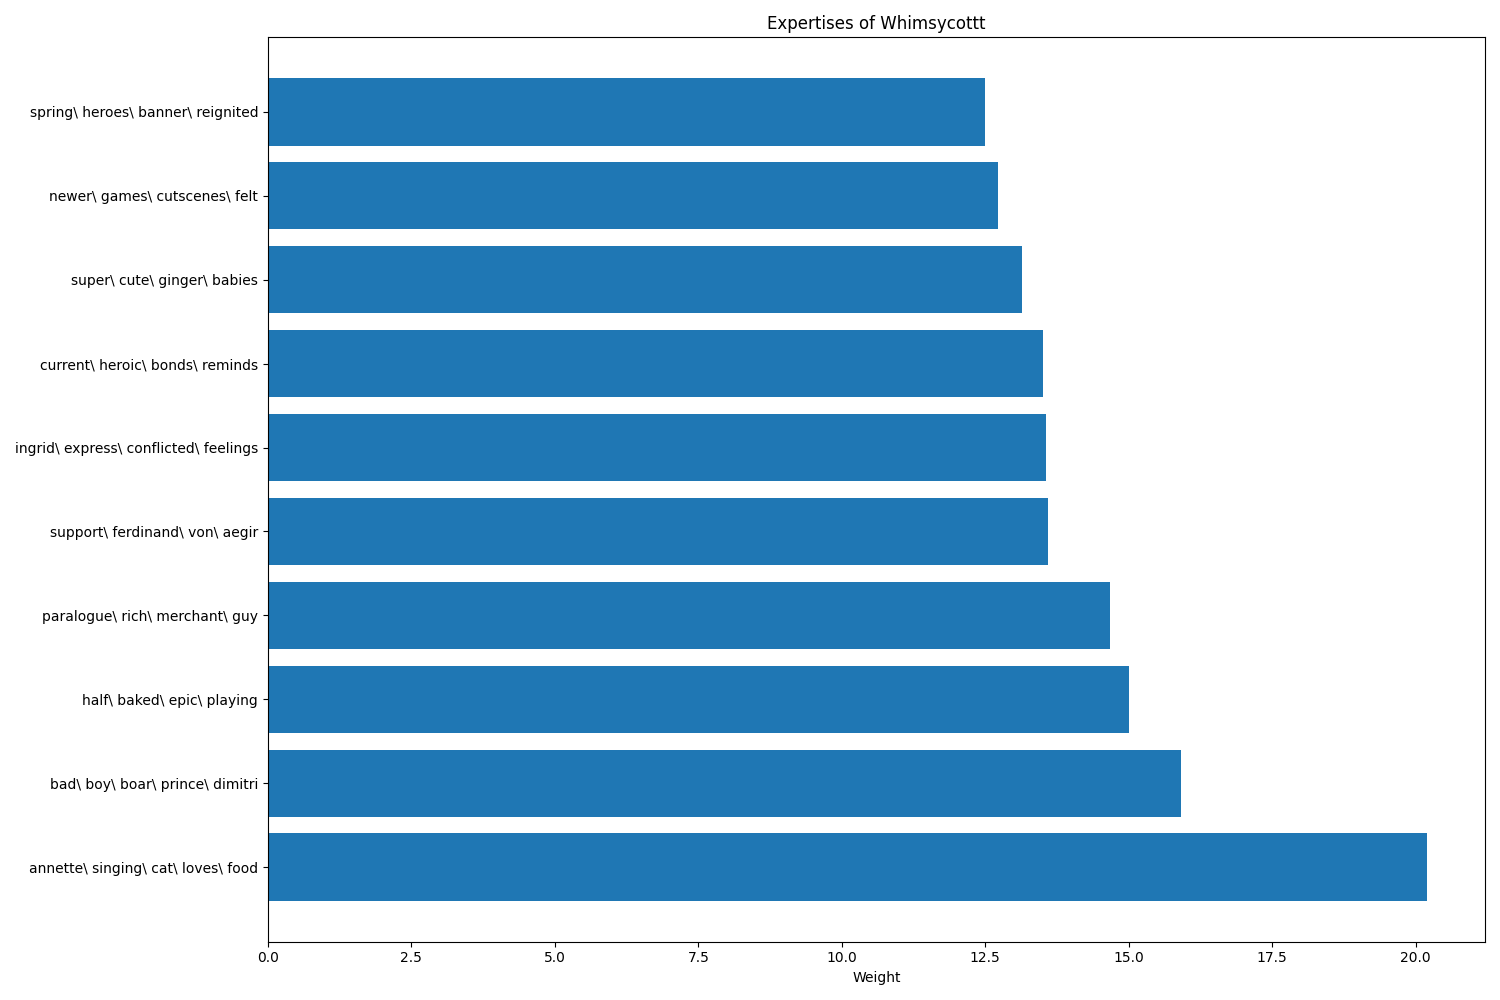 Expertises of Whimsycottt
spring\ heroes\ banner\ reignited
newer\ games\ cutscenes\ felt
super\ cute\ ginger\ babies
current\ heroic\ bonds\ reminds
ingrid\ express\ conflicted\ feelings
support\ ferdinand\ von\ aegir
paralogue\ rich\ merchant\ guy
half\ baked\ epic\ playing
bad\ boy\ boar\ prince\ dimitri
annette\ singing\ cat\ loves\ food
0.0 2.5 5.0 7.5 10.0 12.5 15.0 17.5 20.0
Weight